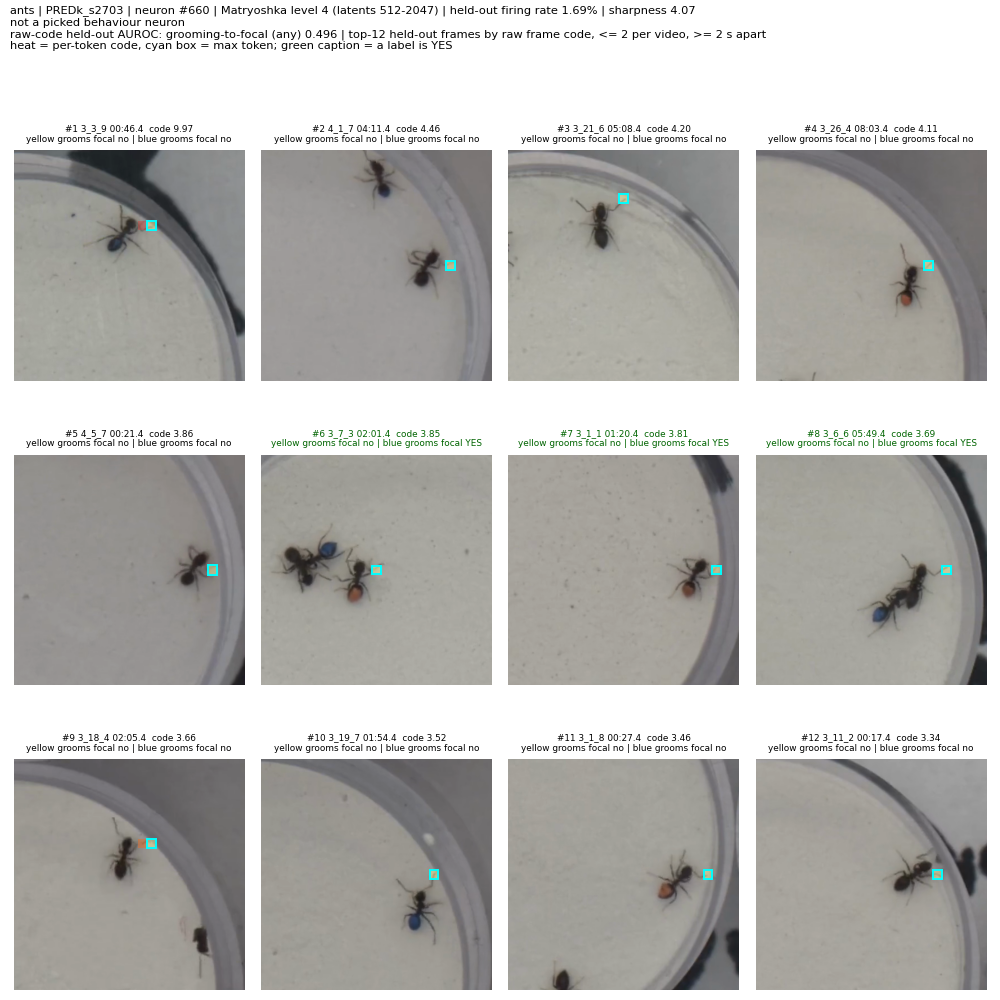 ants | PREDk_s2703 | neuron #660 | Matryoshka level 4 (latents 512-2047) | held-out firing rate 1.69% | sharpness 4.07
not a picked behaviour neuron
raw-code held-out AUROC: grooming-to-focal (any) 0.496 | top-12 held-out frames by raw frame code, <= 2 per video, >= 2 s apart
heat = per-token code, cyan box = max token; green caption = a label is YES
#1 3_3_9 00:46.4 code 9.97
yellow grooms focal no | blue grooms focal no
#2 4_1_7 04:11.4 code 4.46
yellow grooms focal no | blue grooms focal no
#3 3_21_6 05:08.4 code 4.20
yellow grooms focal no | blue grooms focal no
#4 3_26_4 08:03.4 code 4.11
yellow grooms focal no | blue grooms focal no
#5 4_5_7 00:21.4 code 3.86
yellow grooms focal no | blue grooms focal no
#6 3_7_3 02:01.4 code 3.85
yellow grooms focal no | blue grooms focal YES
#7 3_1_1 01:20.4 code 3.81
yellow grooms focal no | blue grooms focal YES
#8 3_6_6 05:49.4 code 3.69
yellow grooms focal no | blue grooms focal YES
#9 3_18_4 02:05.4 code 3.66
yellow grooms focal no | blue grooms focal no
#10 3_19_7 01:54.4 code 3.52
yellow grooms focal no | blue grooms focal no
#11 3_1_8 00:27.4 code 3.46
yellow grooms focal no | blue grooms focal no
#12 3_11_2 00:17.4 code 3.34
yellow grooms focal no | blue grooms focal no